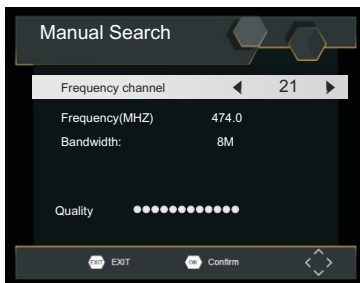 Manual Search
Frequency channel 21
Frequency(MHZ) 474.0
Bandwidth: 8M
Quality
EXIT EXIT OK Confirm